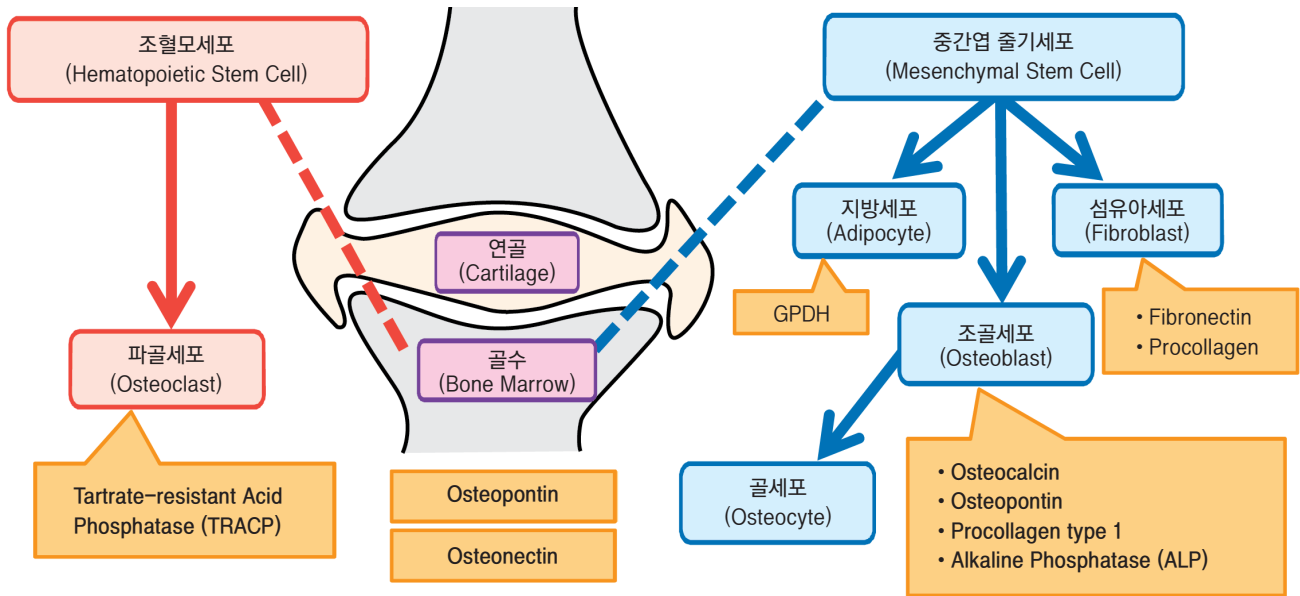 조혈모세포
(Hematopoietic Stem Cell)
중간엽 줄기세포
(Mesenchymal Stem Cell)
지방세포
(Adipocyte)
섬유아세포
(Fibroblast)
연골
(Cartilage)
GPDH
• Fibronectin
• Procollagen
파골세포
(Osteoclast)
골수
(Bone Marrow)
조골세포
(Osteoblast)
Tartrate-resistant Acid
Phosphatase (TRACP)
Osteopontin
Osteonectin
골세포
(Osteocyte)
• Osteocalcin
• Osteopontin
• Procollagen type 1
• Alkaline Phosphatase (ALP)